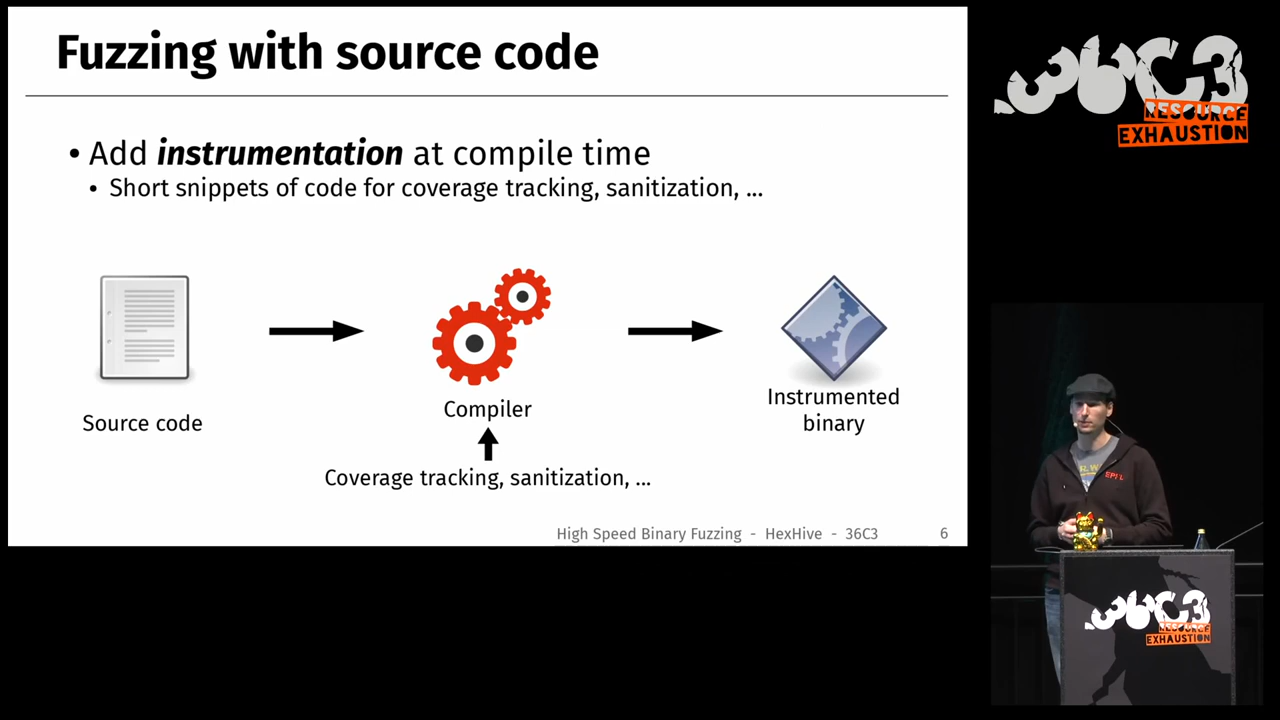 Fuzzing with source code
• Add instrumentation at compile time
• Short snippets of code for coverage tracking, sanitization, ...
Source code
Compiler
Instrumented
binary
Coverage tracking, sanitization, ...
High Speed Binary Fuzzing - HexHive - 36C3
6
36C3
RESOURCE
EXHAUSTION
EPFL
36C3
RESOURCE
EXHAUSTION